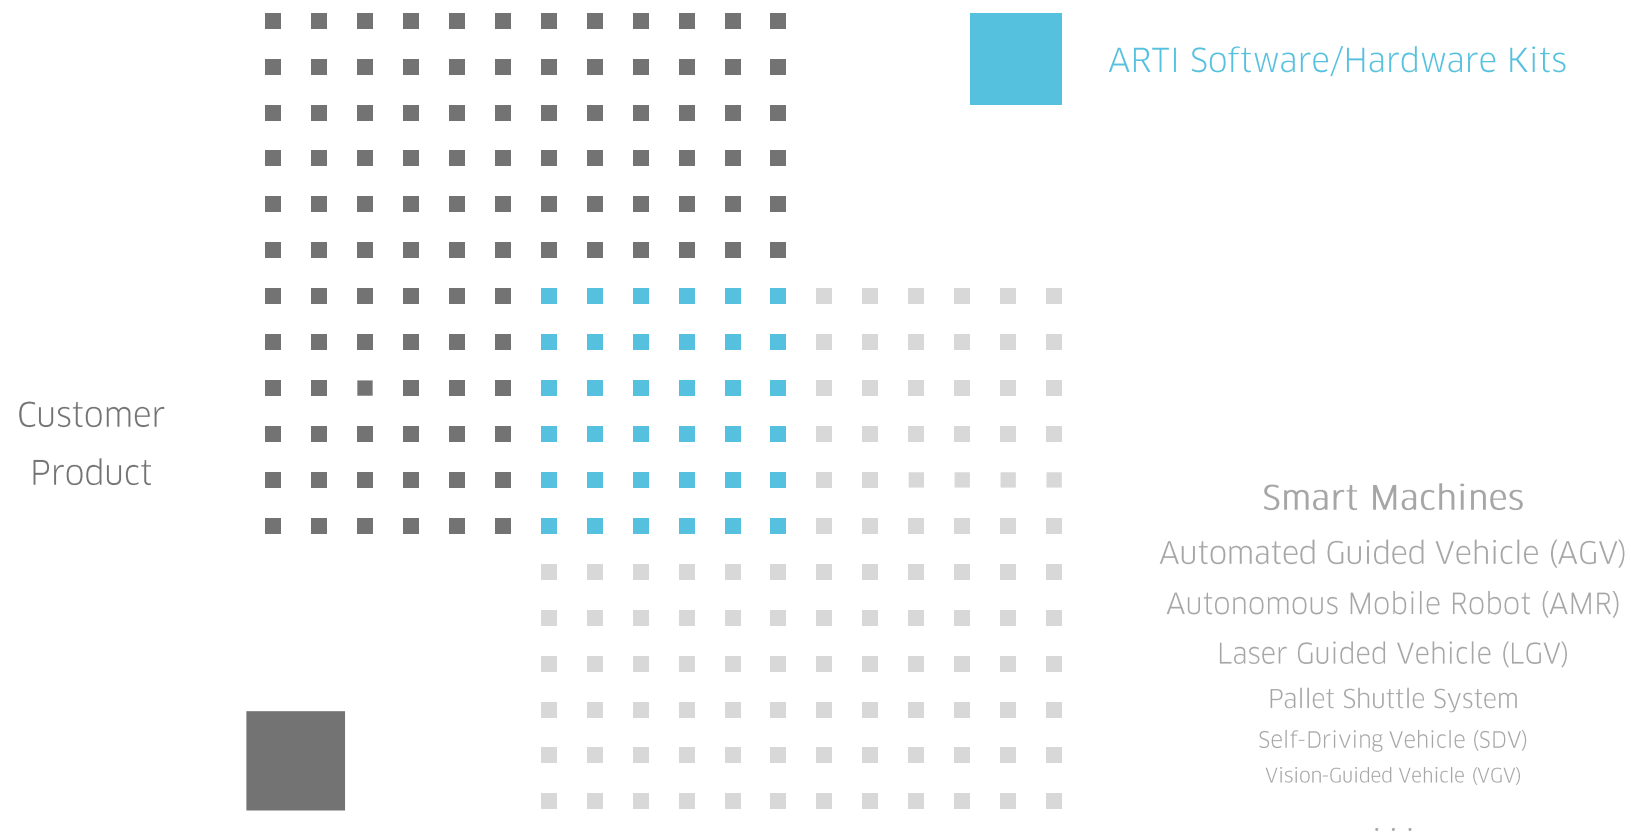 ARTI Software/Hardware Kits
Customer
Product
Smart Machines
Automated Guided Vehicle (AGV)
Autonomous Mobile Robot (AMR)
Laser Guided Vehicle (LGV)
Pallet Shuttle System
Self-Driving Vehicle (SDV)
Vision-Guided Vehicle (VGV)
. . .